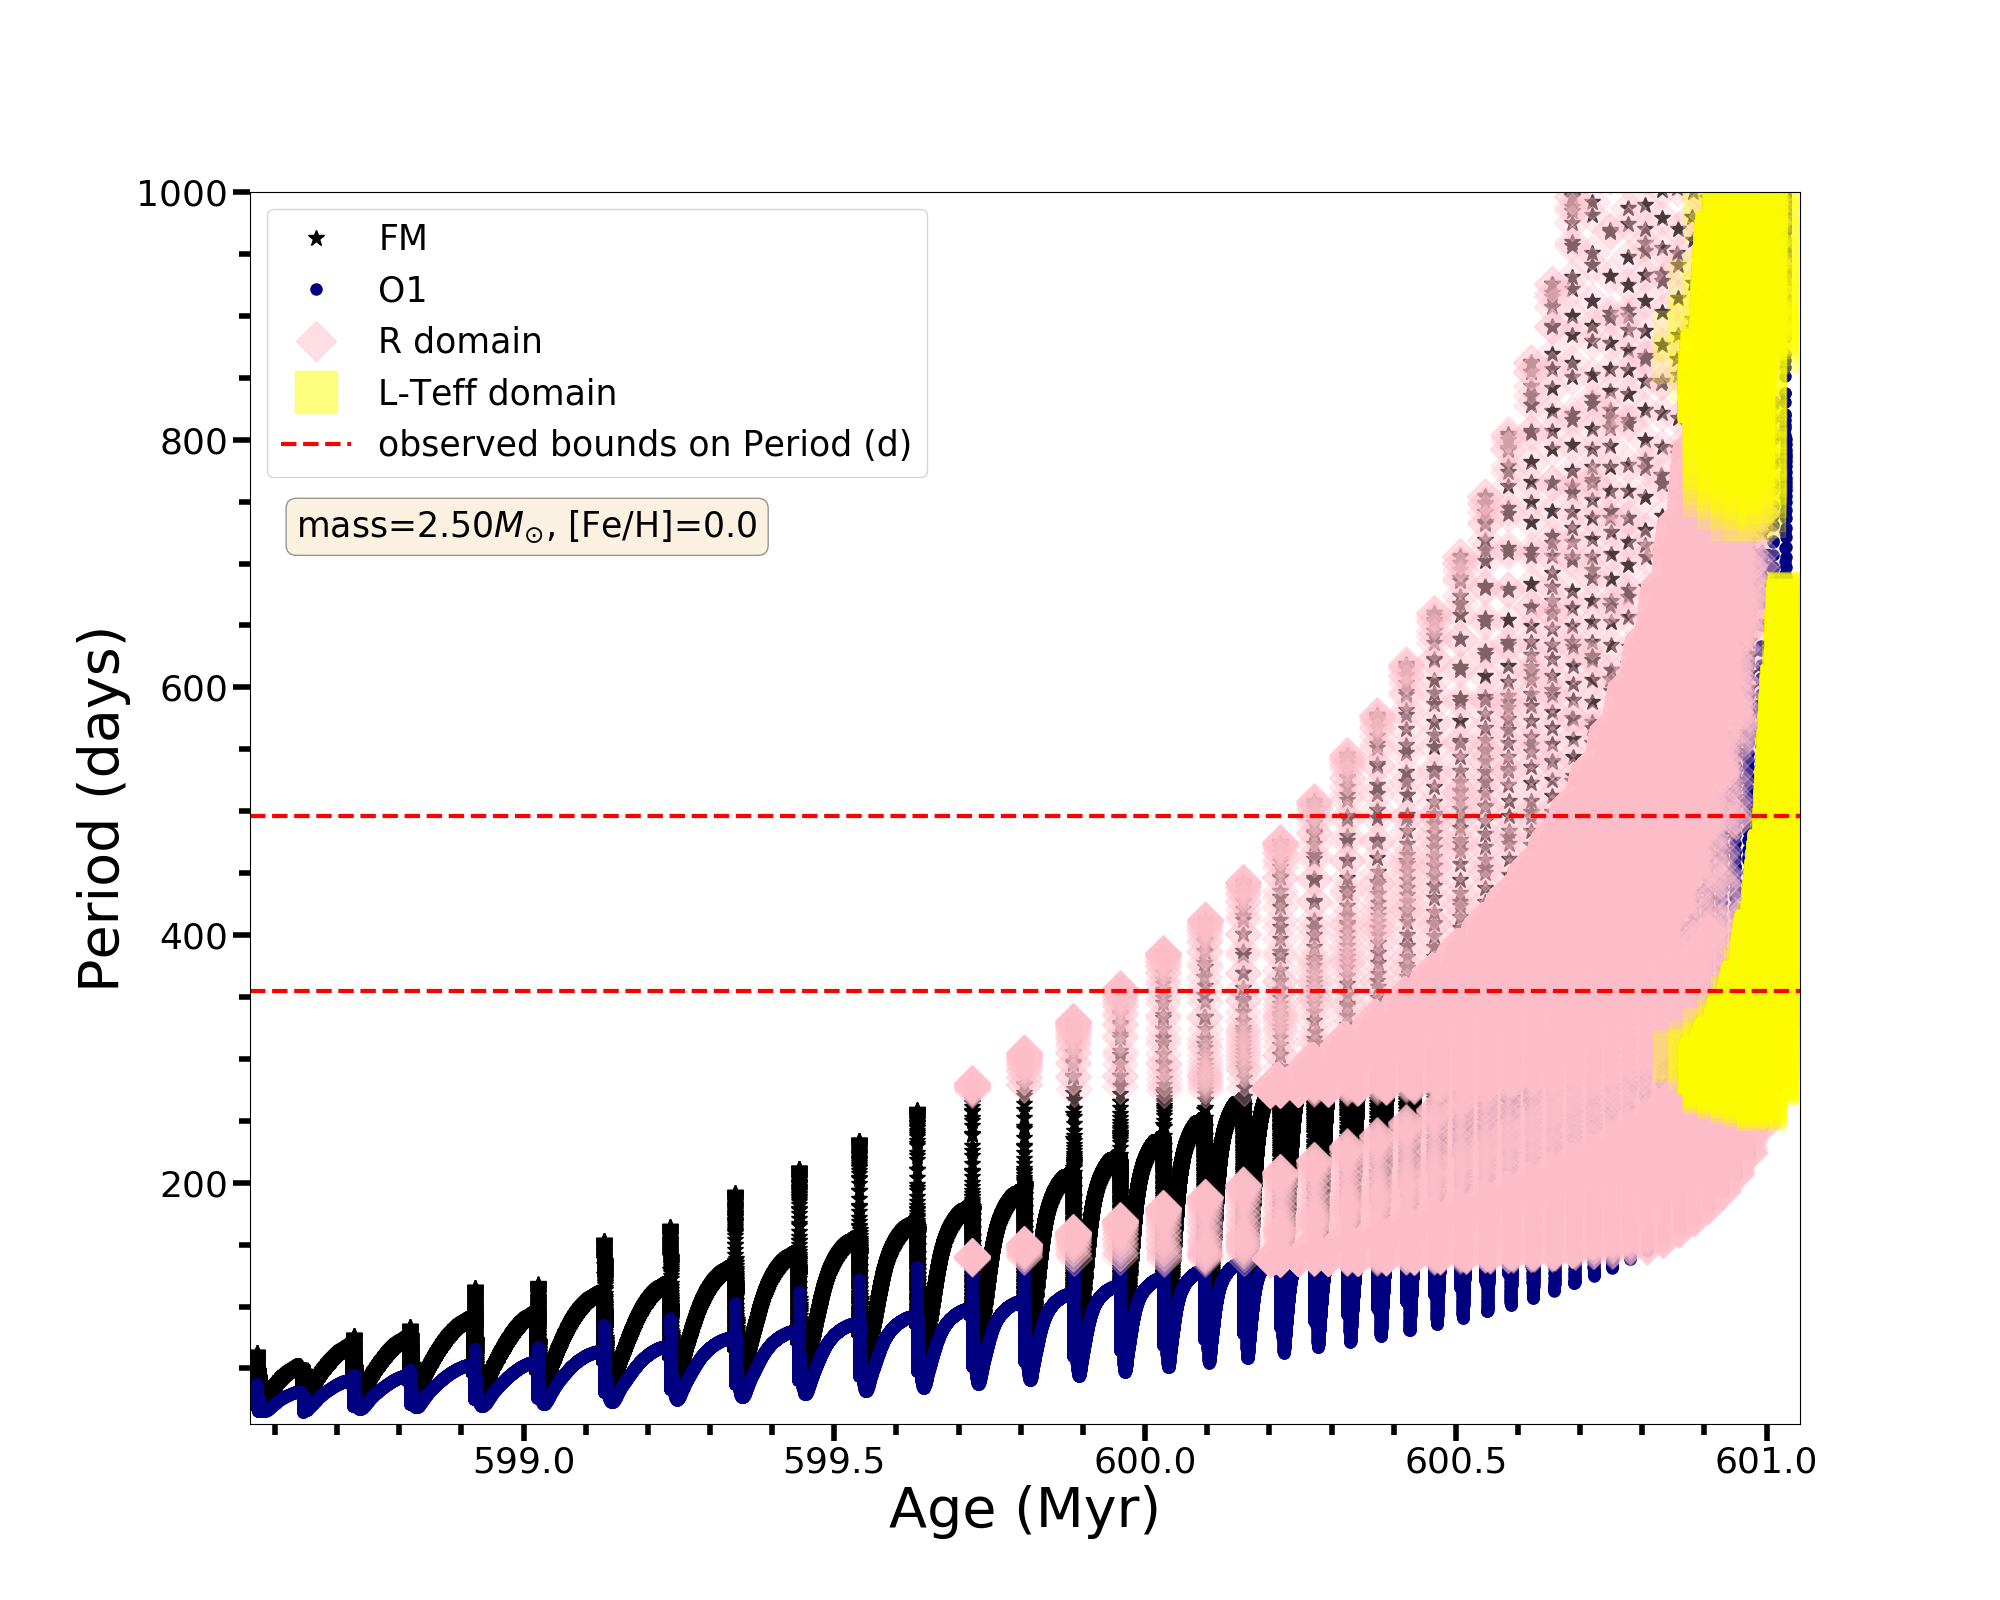 1000
800
600
400
200
Period (days)
FM
O1
R domain
L-Teff domain
observed bounds on Period (d)
mass=2.50M⊙, [Fe/H]=0.0
599.0 599.5 600.0 600.5 601.0
Age (Myr)